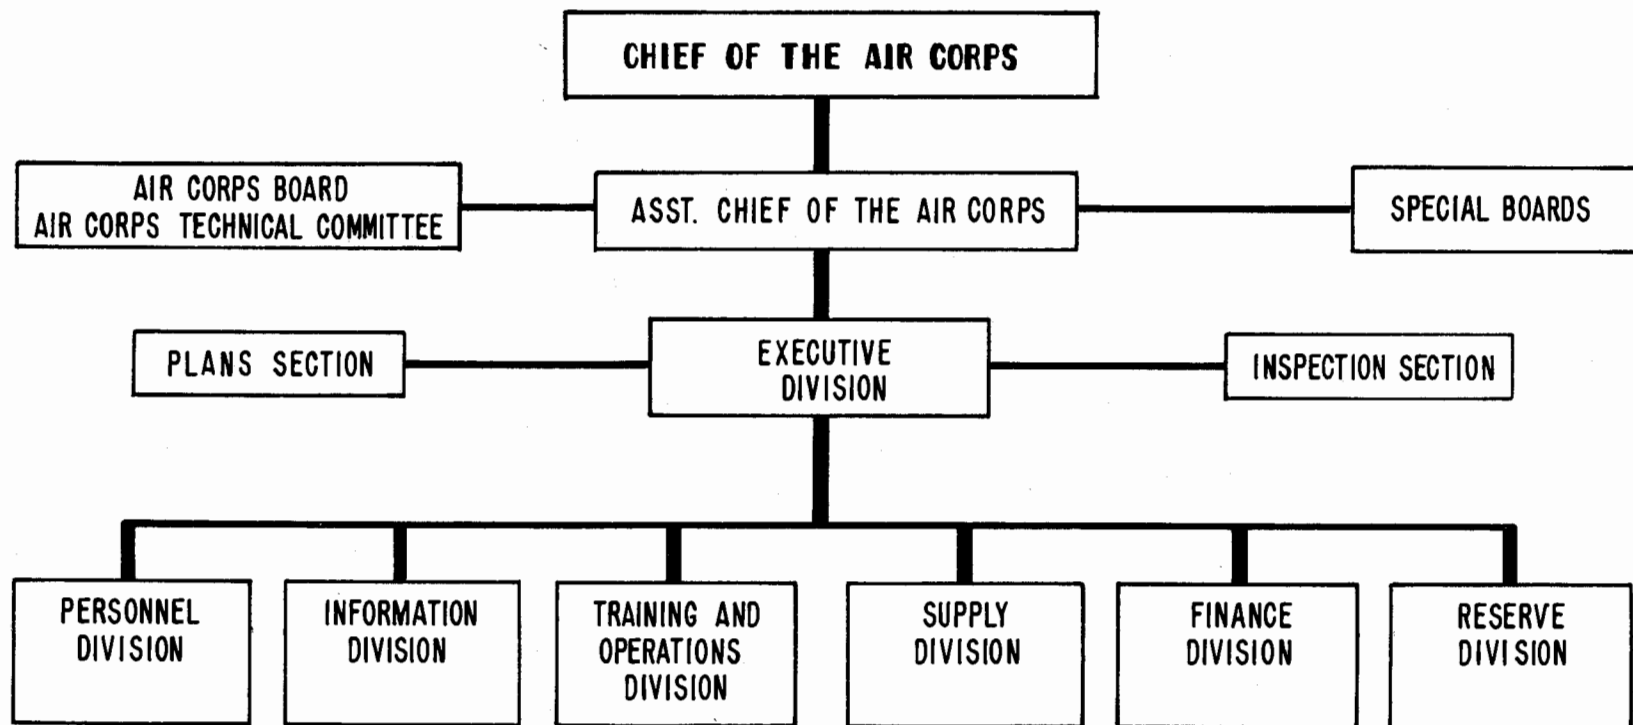 CHIEF OF THE AIR CORPS
AIR CORPS BOARD
AIR CORPS TECHNICAL COMMITTEE
ASST. CHIEF OF THE AIR CORPS
SPECIAL BOARDS
PLANS SECTION
EXECUTIVE
DIVISION
INSPECTION SECTION
PERSONNEL
DIVISION
INFORMATION
DIVISION
TRAINING AND
OPERATIONS
DIVISION
SUPPLY
DIVISION
FINANCE
DIVISION
RESERVE
DIVISION